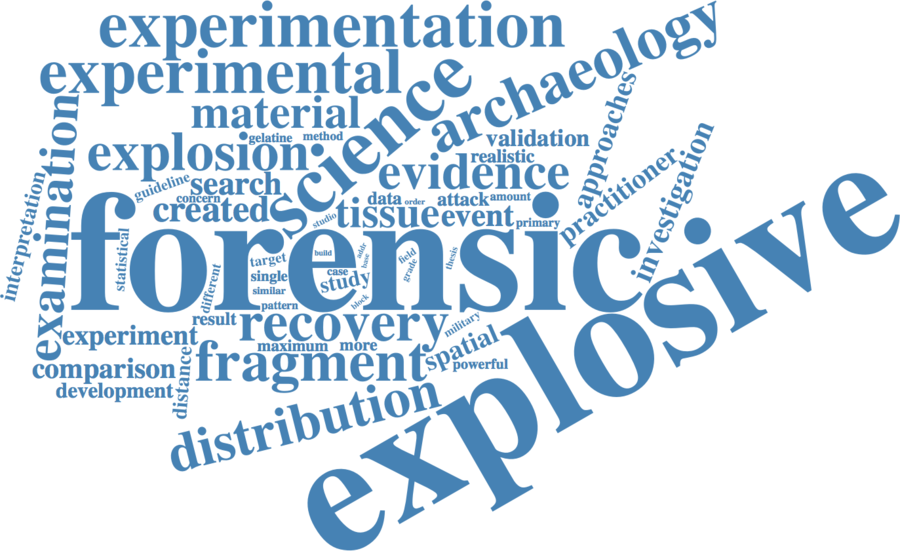 experimentation
experimental
archaeology
science
material
gelatine
method
approaches
validation
realistic
explosion
evidence
examination
interpretation
guideline
search
concern
created
data
order
attack
amount
practitioner
investigation
studio
tissue
event
primary
forensic
statistical
different
target
build
addr
base
field
grade
thesis
single
case
study
similar
block
pattern
explosive
result
recovery
military
experiment
maximum
more
spatial
fragment
powerful
comparison
distance
development
distribution